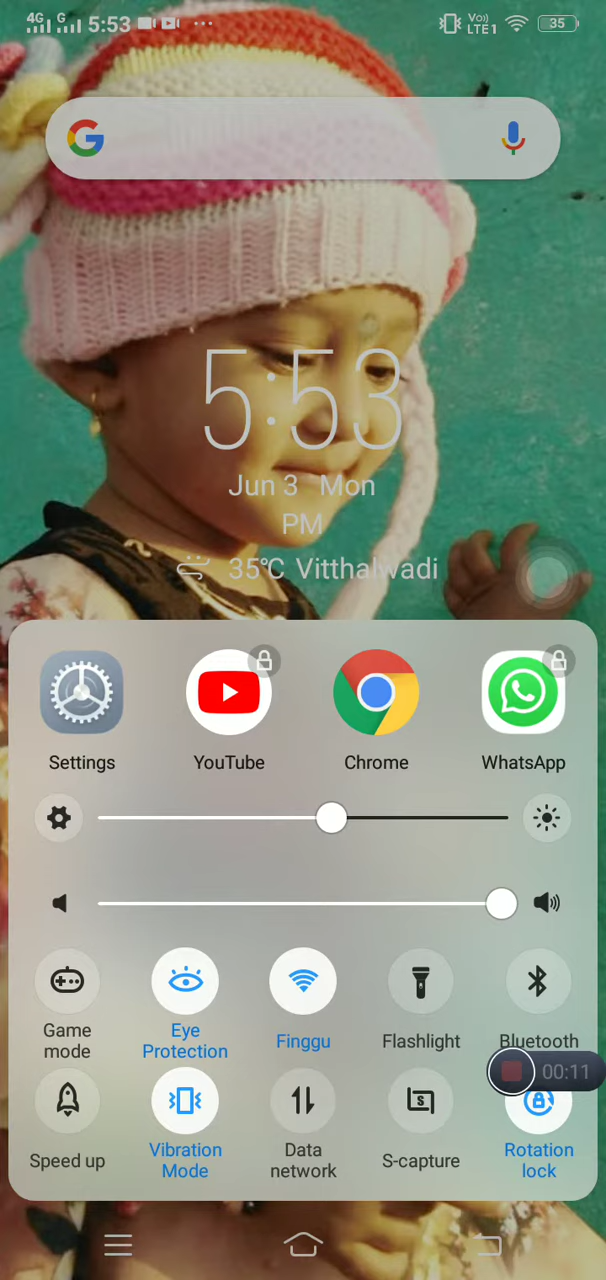 4G G 5:53 ... Vo)) LTE1 35
G
5:53
Jun 3 Mon
PM
35℃ Vitthalwadi
Settings YouTube Chrome WhatsApp
Game mode
Eye Protection
Finggu
Flashlight
Bluetooth
00:11
Speed up
Vibration Mode
Data network
S
S-capture
Rotation lock